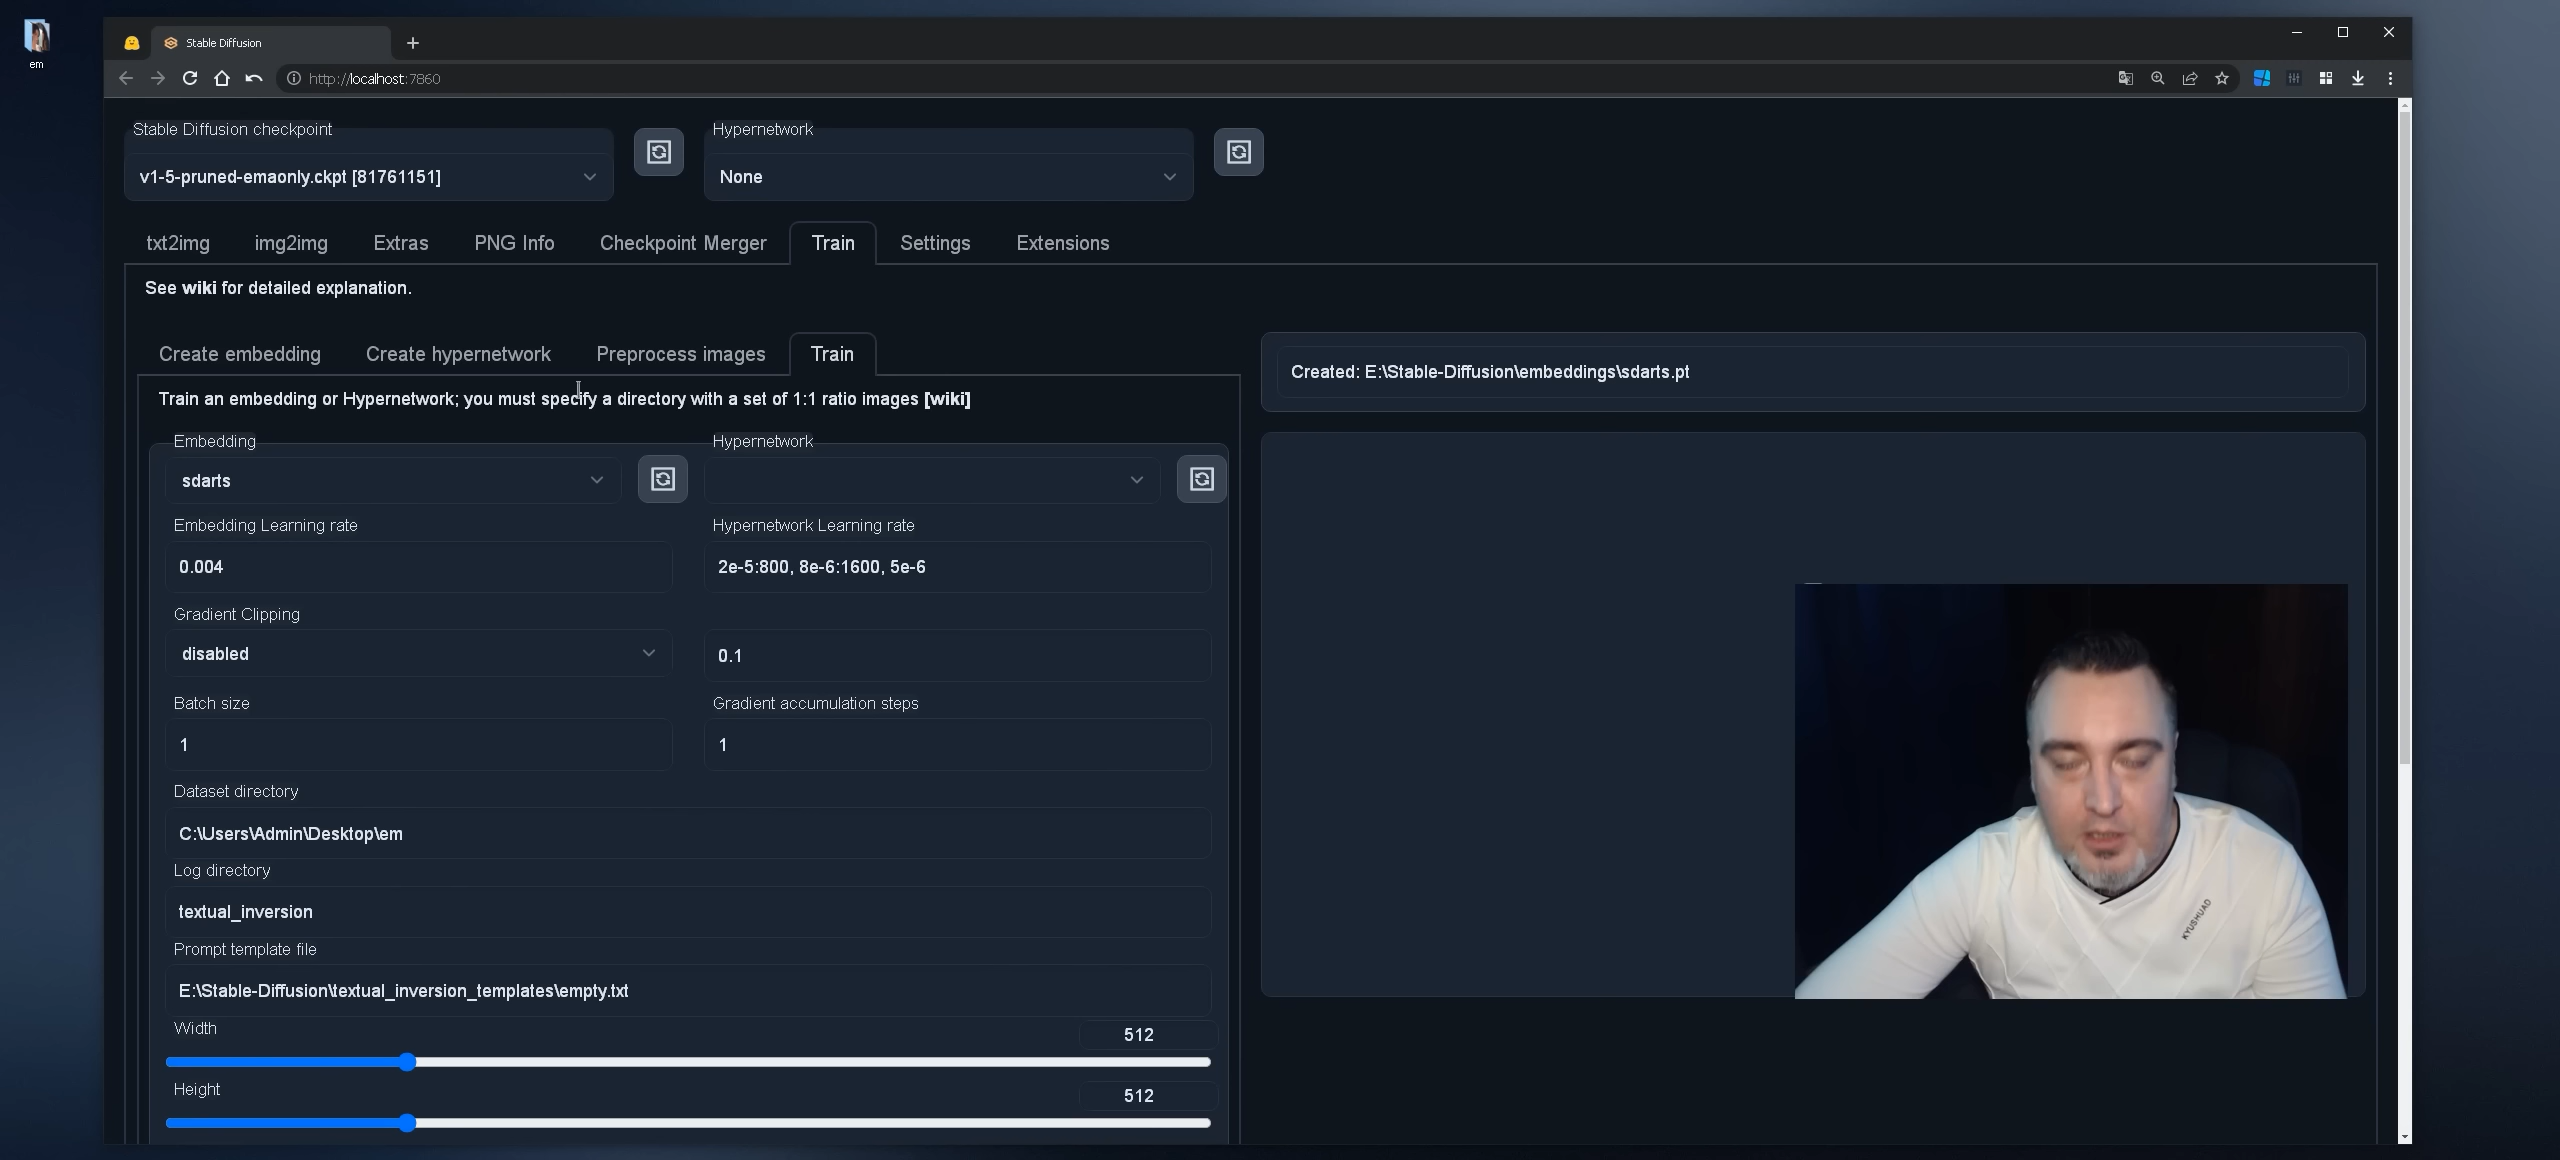 em
Stable Diffusion
http://localhost:7860
Stable Diffusion checkpoint
Hypernetwork
v1-5-pruned-emaonly.ckpt [81761151]
None
txt2img img2img Extras PNG Info Checkpoint Merger Train Settings Extensions
See wiki for detailed explanation.
Create embedding Create hypernetwork Preprocess images Train
Created: E:\Stable-Diffusion\embeddings\sdarts.pt
Train an embedding or Hypernetwork; you must specify a directory with a set of 1:1 ratio images [wiki]
Embedding
Hypernetwork
sdarts
Embedding Learning rate
Hypernetwork Learning rate
0.004
2e-5:800, 8e-6:1600, 5e-6
Gradient Clipping
disabled
0.1
Batch size
Gradient accumulation steps
1
1
Dataset directory
C:\Users\Admin\Desktop\em
Log directory
textual_inversion
Prompt template file
E:\Stable-Diffusion\textual_inversion_templates\empty.txt
Width
512
Height
512
KYUSHUAD